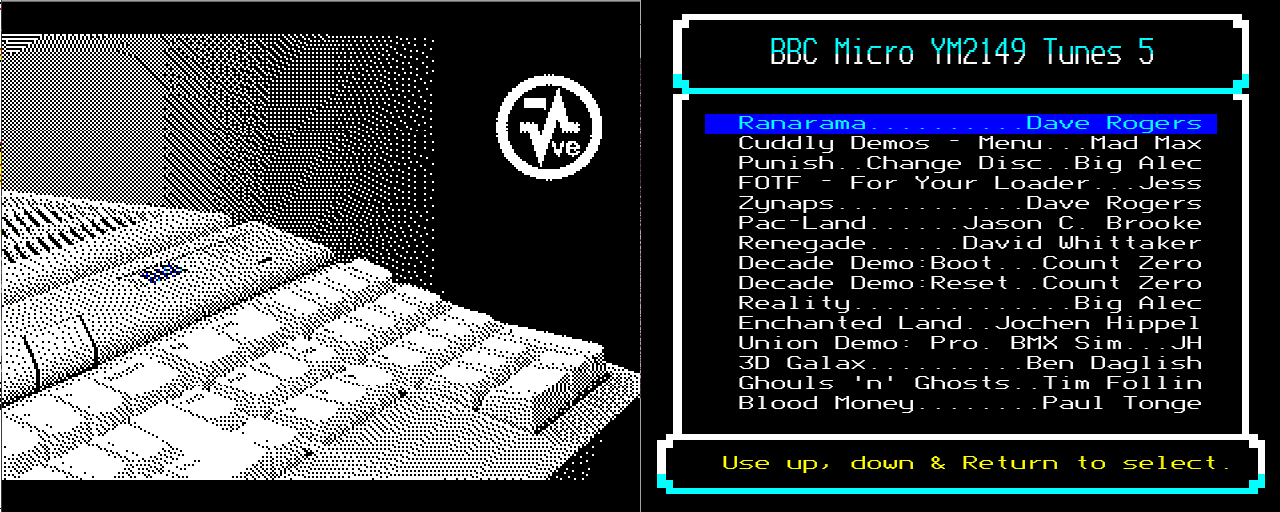 ve
BBC Micro YM2149 Tunes 5
Ranarama..........Dave Rogers
Cuddly Demos - Menu...Mad Max
Punish..Change Disc..Big Alec
FOTF - For Your Loader...Jess
Zynaps............Dave Rogers
Pac-Land......Jason C. Brooke
Renegade......David Whittaker
Decade Demo:Boot...Count Zero
Decade Demo:Reset..Count Zero
Reality..............Big Alec
Enchanted Land..Jochen Hippel
Union Demo: Pro. BMX Sim...JH
3D Galax..........Ben Daglish
Ghouls 'n' Ghosts..Tim Follin
Blood Money........Paul Tonge
Use up, down & Return to select.